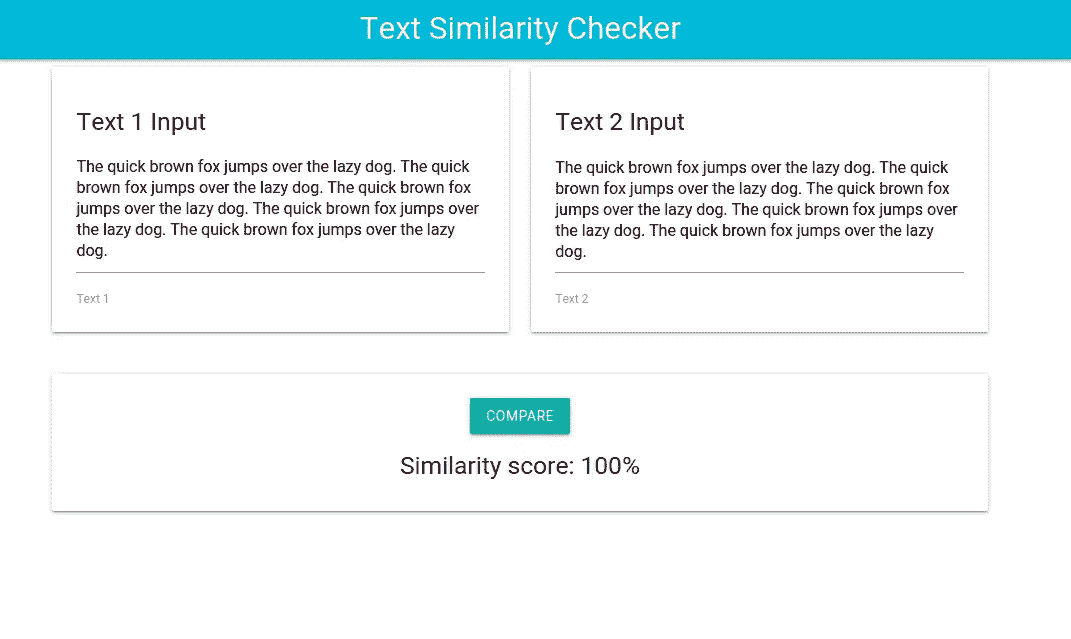 Text Similarity Checker
Text 1 Input
The quick brown fox jumps over the lazy dog. The quick
brown fox jumps over the lazy dog. The quick brown fox
jumps over the lazy dog. The quick brown fox jumps over
the lazy dog. The quick brown fox jumps over the lazy
dog.
Text 1
Text 2 Input
The quick brown fox jumps over the lazy dog. The quick
brown fox jumps over the lazy dog. The quick brown fox
jumps over the lazy dog. The quick brown fox jumps over
the lazy dog. The quick brown fox jumps over the lazy
dog.
Text 2
COMPARE
Similarity score: 100%